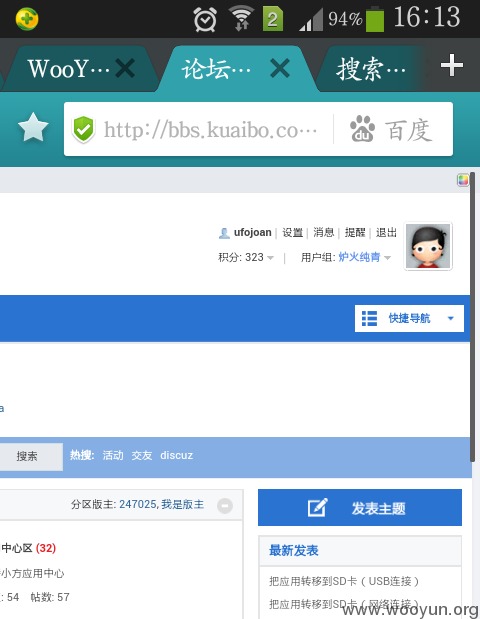 2 94% 16:13
WooY… 论坛… 搜索…
http://bbs.kuaibo.co… du 百度
ufojoan | 设置 | 消息 | 提醒 | 退出
积分: 323 | 用户组: 炉火纯青
快捷导航
a
搜索 热搜: 活动 交友 discuz
分区版主: 247025, 我是版主
发表主题
中心区 (32)
最新发表
小方应用中心
把应用转移到SD卡(USB连接)
: 54 帖数: 57
把应用转移到SD卡(网络连接)
www.wooyun.org